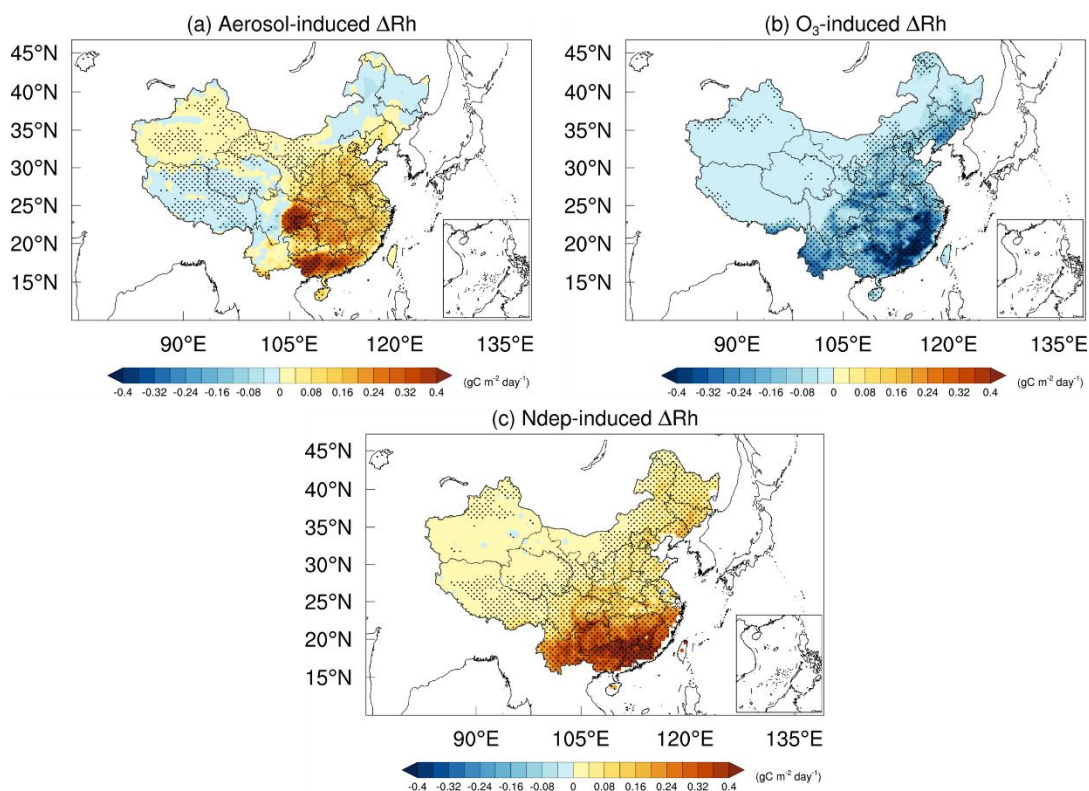 (a) Aerosol-induced ΔRh
45°N
40°N
35°N
30°N
25°N
20°N
15°N
90°E 105°E 120°E 135°E
-0.4 -0.32 -0.24 -0.16 -0.08 0 0.08 0.16 0.24 0.32 0.4
(gC m⁻² day⁻¹)
(b) O₃-induced ΔRh
45°N
40°N
35°N
30°N
25°N
20°N
15°N
90°E 105°E 120°E 135°E
-0.4 -0.32 -0.24 -0.16 -0.08 0 0.08 0.16 0.24 0.32 0.4
(gC m⁻² day⁻¹)
(c) Ndep-induced ΔRh
45°N
40°N
35°N
30°N
25°N
20°N
15°N
90°E 105°E 120°E 135°E
-0.4 -0.32 -0.24 -0.16 -0.08 0 0.08 0.16 0.24 0.32 0.4
(gC m⁻² day⁻¹)